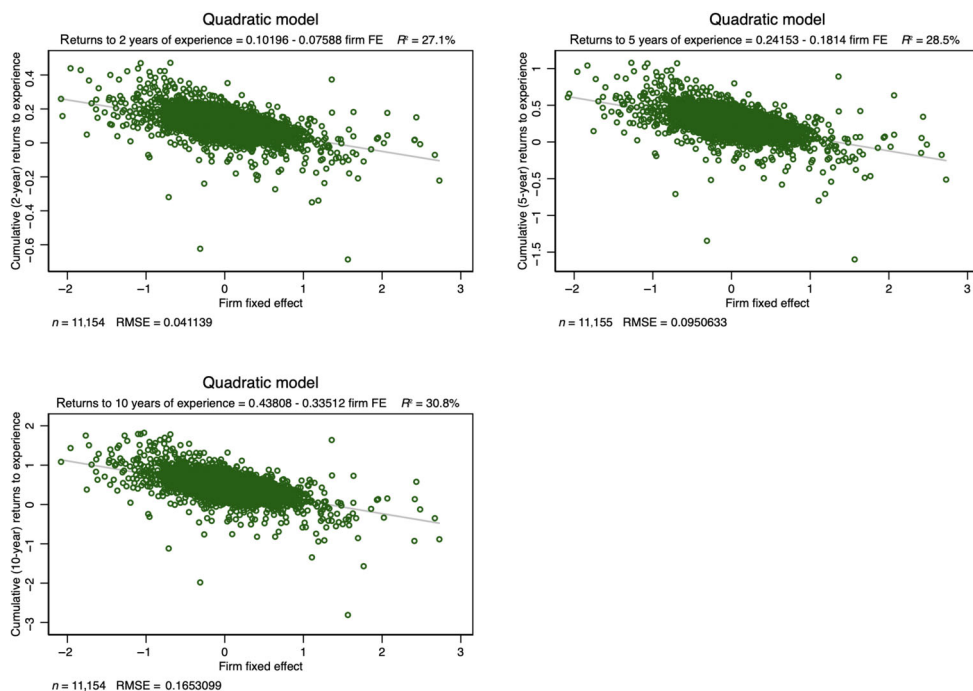 Quadratic model
Returns to 2 years of experience = 0.10196 - 0.07588 firm FE R² = 27.1%
Cumulative (2-year) returns to experience
0.4
0.2
0
−0.2
−0.4
−0.6
−2 −1 0 1 2 3
Firm fixed effect
n = 11,154 RMSE = 0.041139
Quadratic model
Returns to 5 years of experience = 0.24153 - 0.1814 firm FE R² = 28.5%
Cumulative (5-year) returns to experience
1
0.5
0
−0.5
−1
−1.5
−2 −1 0 1 2 3
Firm fixed effect
n = 11,155 RMSE = 0.0950633
Quadratic model
Returns to 10 years of experience = 0.43808 - 0.33512 firm FE R² = 30.8%
Cumulative (10-year) returns to experience
2
1
0
−1
−2
−3
−2 −1 0 1 2 3
Firm fixed effect
n = 11,154 RMSE = 0.1653099